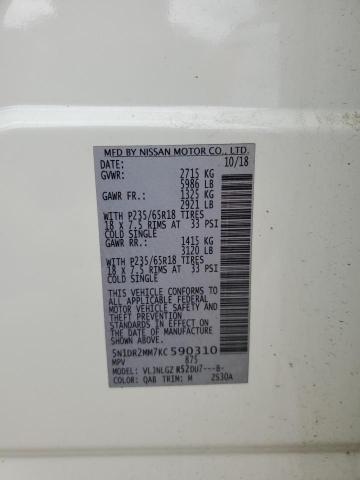 MFD BY NISSAN MOTOR CO., LTD.
DATE: 10/18
GVWR: 2715 KG
5986 LB
GAWR FR.: 1325 KG
2921 LB
WITH P235/65R18 TIRES
18 x 7.5 RIMS AT 33 PSI
COLD SINGLE
GAWR RR.: 1415 KG
3120 LB
WITH P235/65R18 TIRES
18 x 7.5 RIMS AT 33 PSI
COLD SINGLE
THIS VEHICLE CONFORMS TO
ALL APPLICABLE FEDERAL
MOTOR VEHICLE SAFETY
AND THEFT PREVENTION
STANDARDS IN EFFECT ON
THE DATE OF MANUFACTURE
SHOWN ABOVE.
5N1DR2MM7KC590310
MPV 875
MODEL: VLJNLGZ R52DU7---B-
COLOR: QAB TRIM: M 2S30A